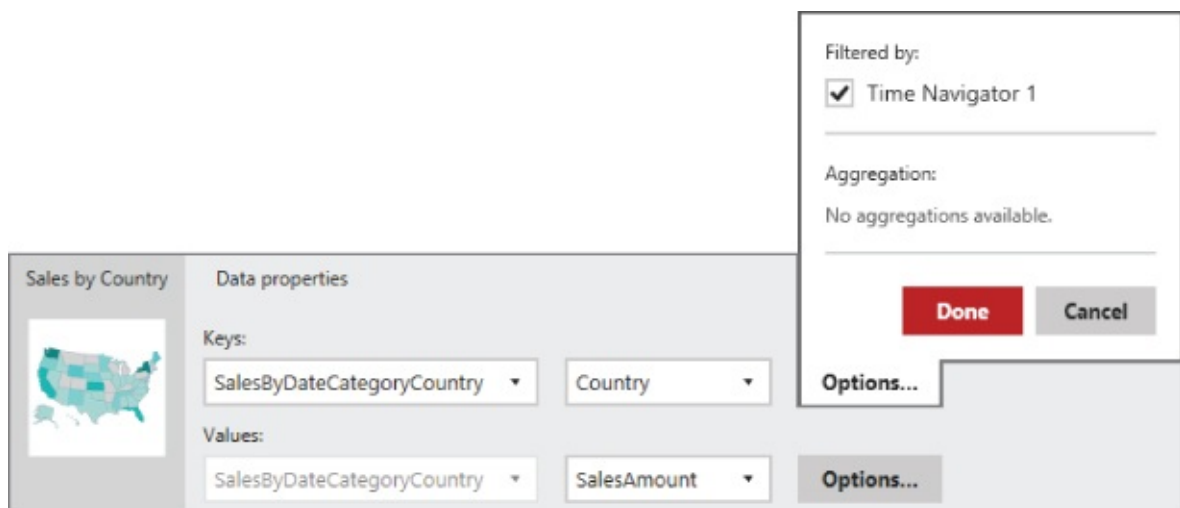 Filtered by:
Time Navigator 1
Aggregation:
No aggregations available.
Done Cancel
Sales by Country Data properties
Keys:
SalesByDateCategoryCountry Country Options...
Values:
SalesByDateCategoryCountry SalesAmount Options...